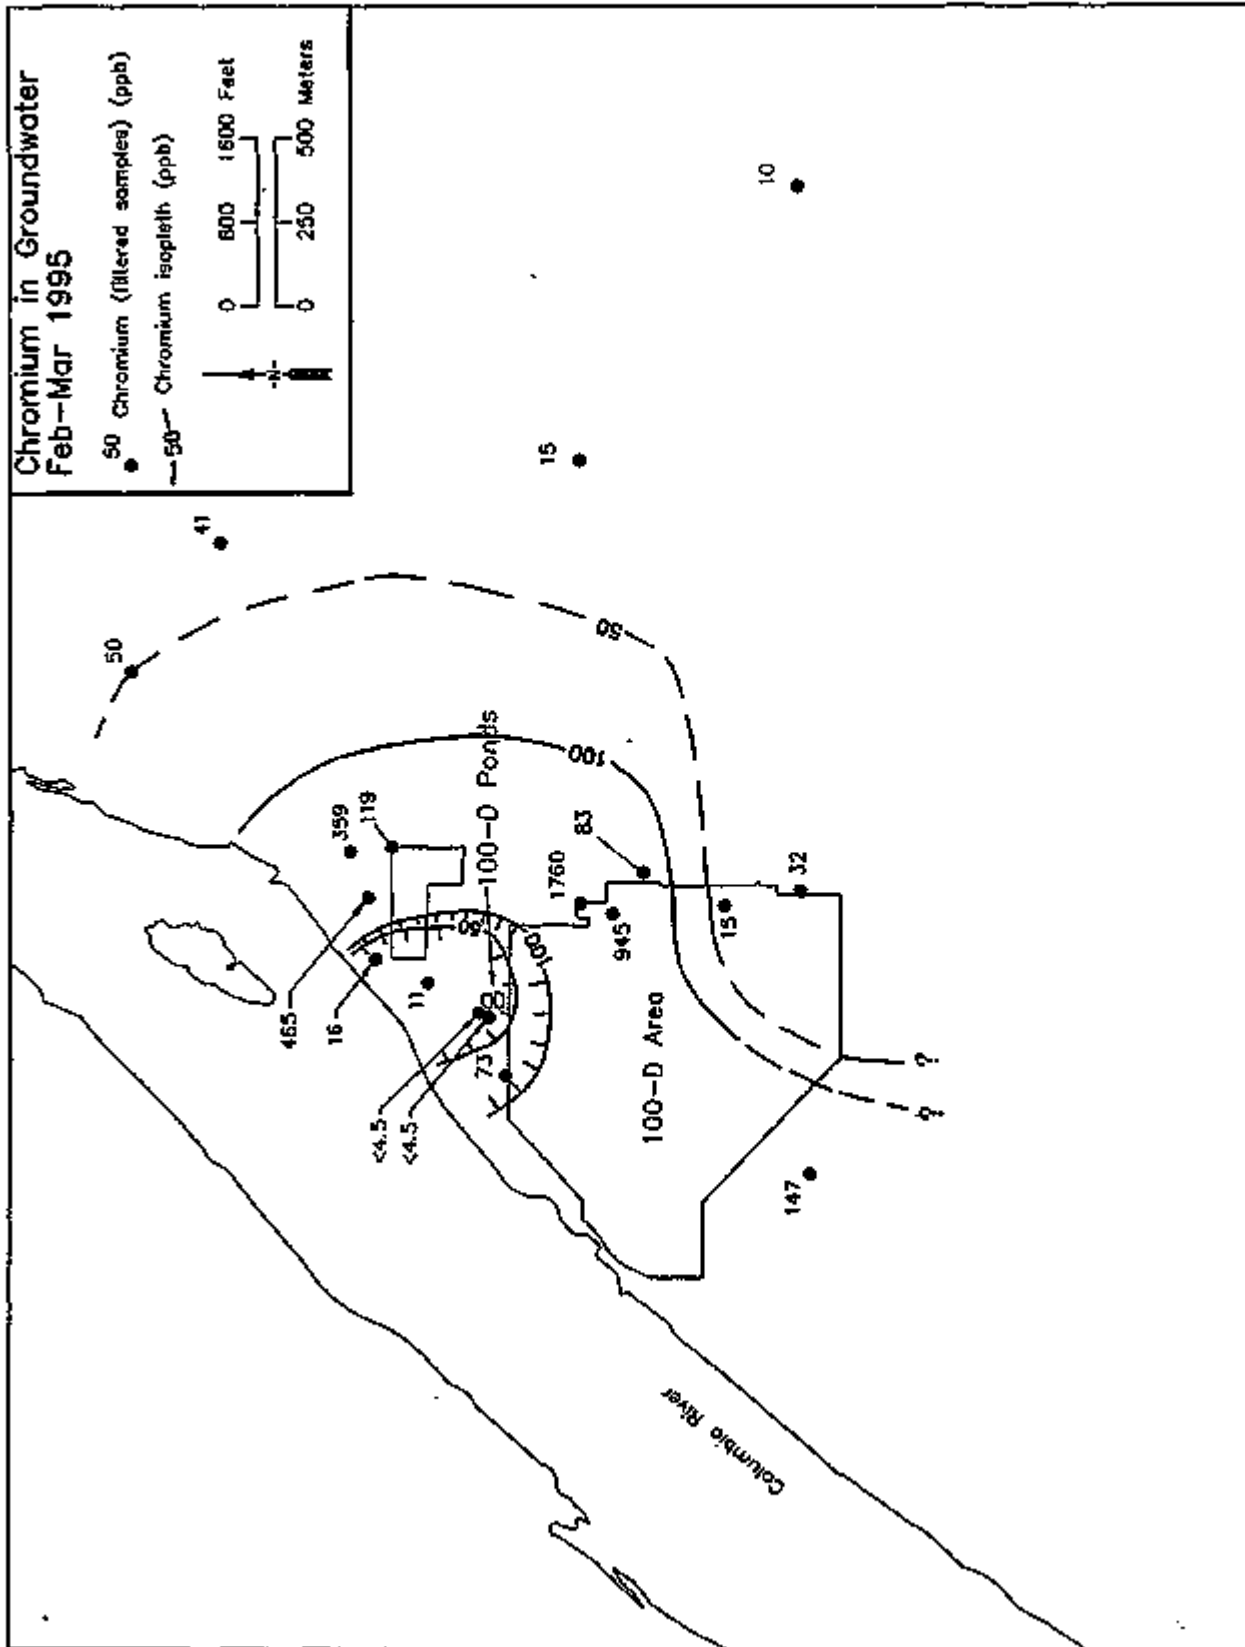 Chromium in Groundwater
Feb-Mar 1995
50 Chromium (filtered samples) (ppb)
-50- Chromium isopleth (ppb)
0 800 1600 Feet
-N-
0 250 500 Meters
50
41
10
15
50
100
359
119
465
16
11
50
100-D Ponds
<4.5
<4.5
73
100
1760
945
83
15
32
100-D Area
147
?
?
Columbia River